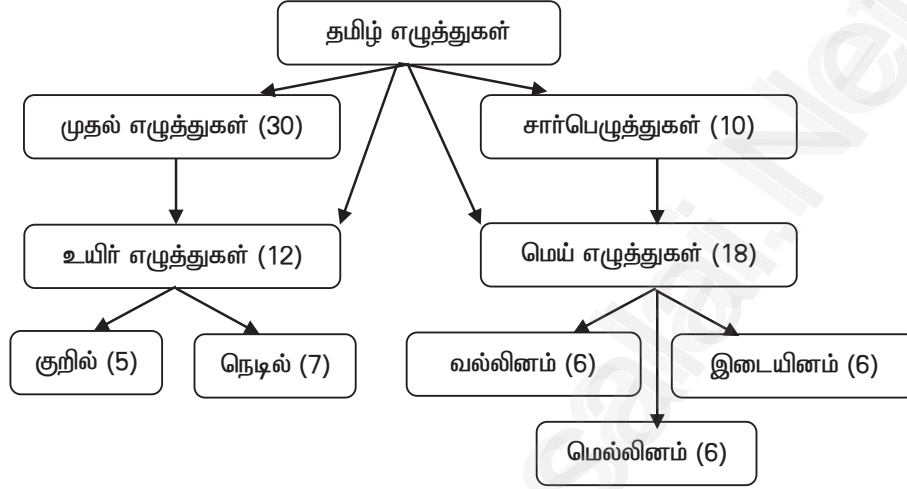 தமிழ் எழுத்துகள்
முதல் எழுத்துகள் (30)
சார்பெழுத்துகள் (10)
உயிர் எழுத்துகள் (12)
மெய் எழுத்துகள் (18)
குறில் (5)
நெடில் (7)
வல்லினம் (6)
இடையினம் (6)
மெல்லினம் (6)